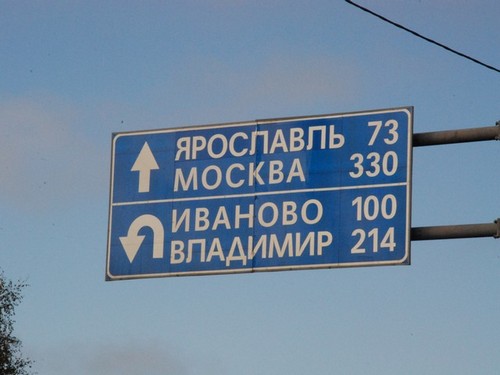 ЯРОСЛАВЛЬ 73
МОСКВА 330
ИВАНОВО 100
ВЛАДИМИР 214